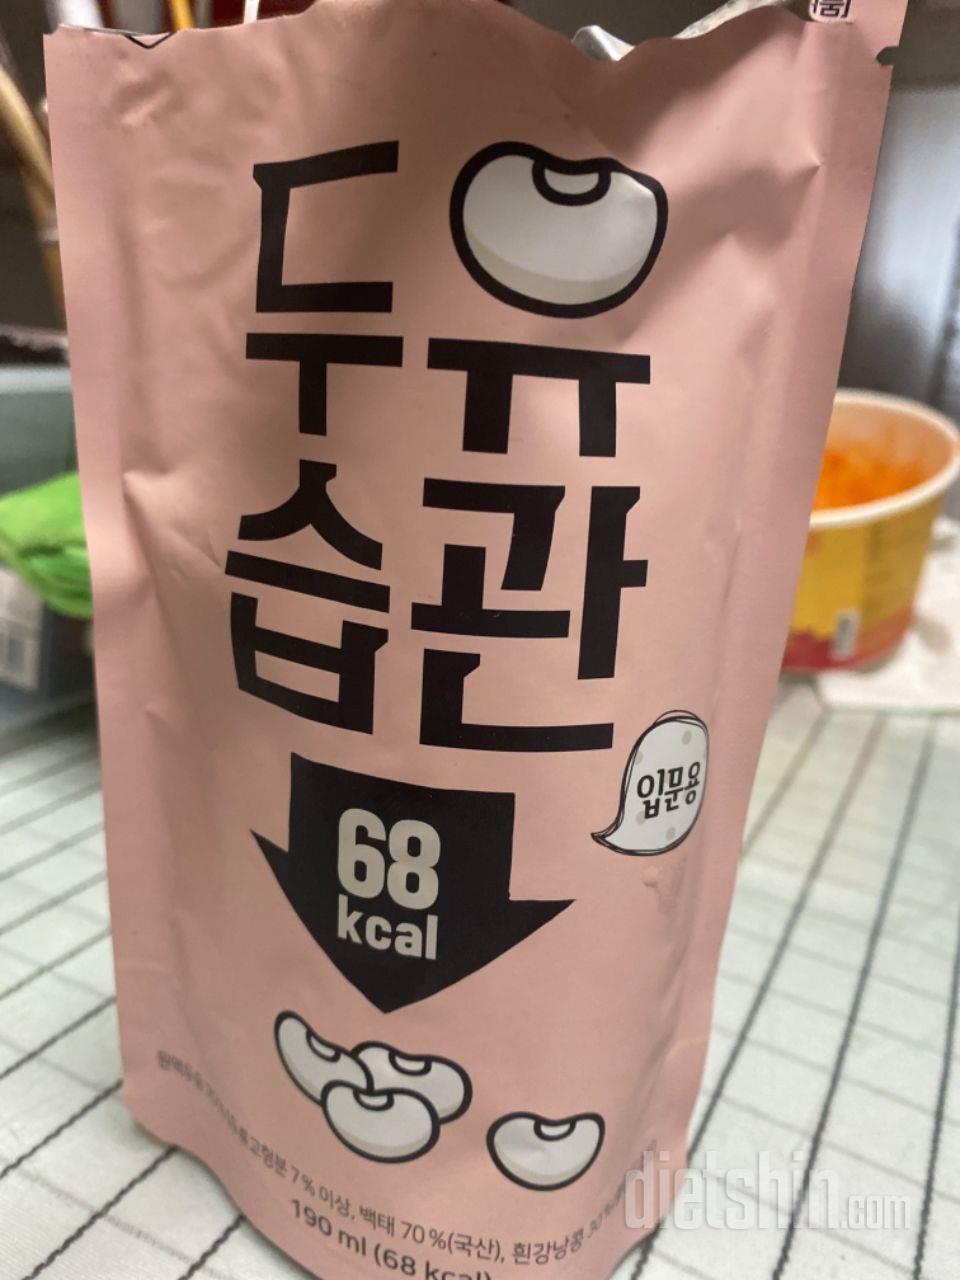 두유
습관
입문용
68
kcal
고형분 7% 이상, 백태 70%(국산), 흰강낭콩 30%
190 ml (68 kcal)
dietshin.com